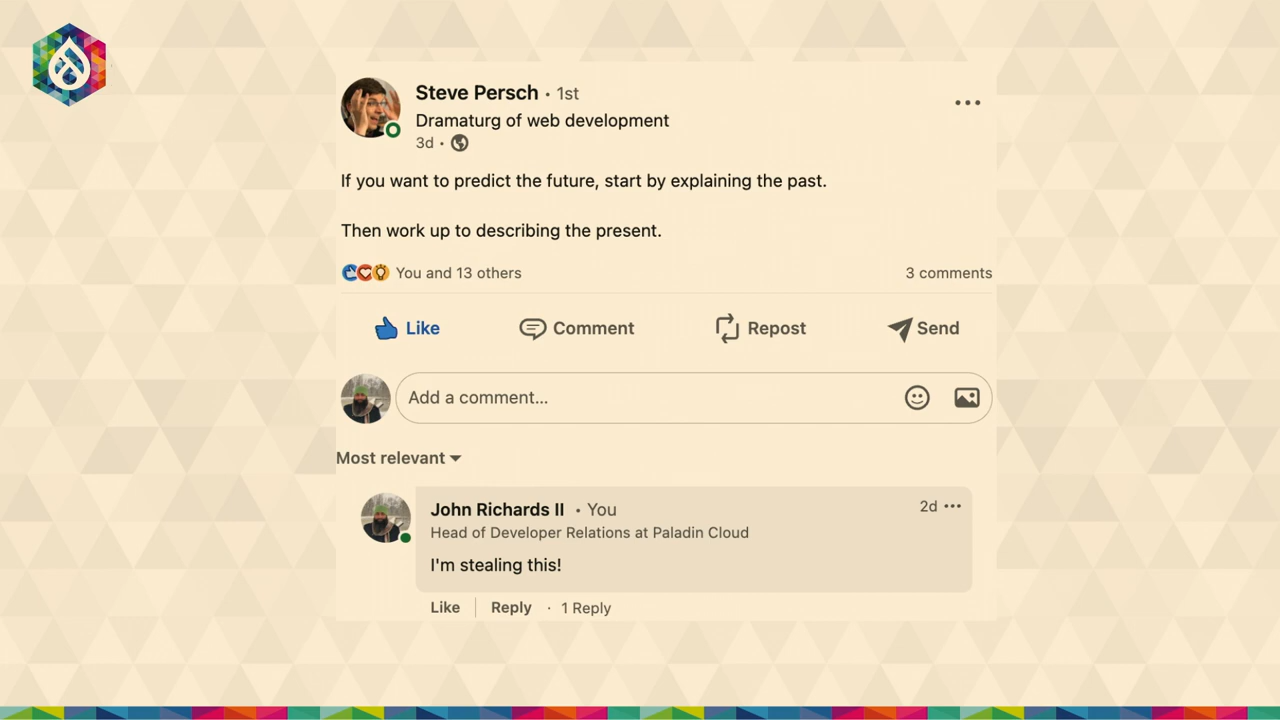 Steve Persch • 1st
Dramaturg of web development
3d •
If you want to predict the future, start by explaining the past.
Then work up to describing the present.
You and 13 others 3 comments
Like Comment Repost Send
Add a comment...
Most relevant
John Richards II • You 2d
Head of Developer Relations at Paladin Cloud
I'm stealing this!
Like Reply · 1 Reply